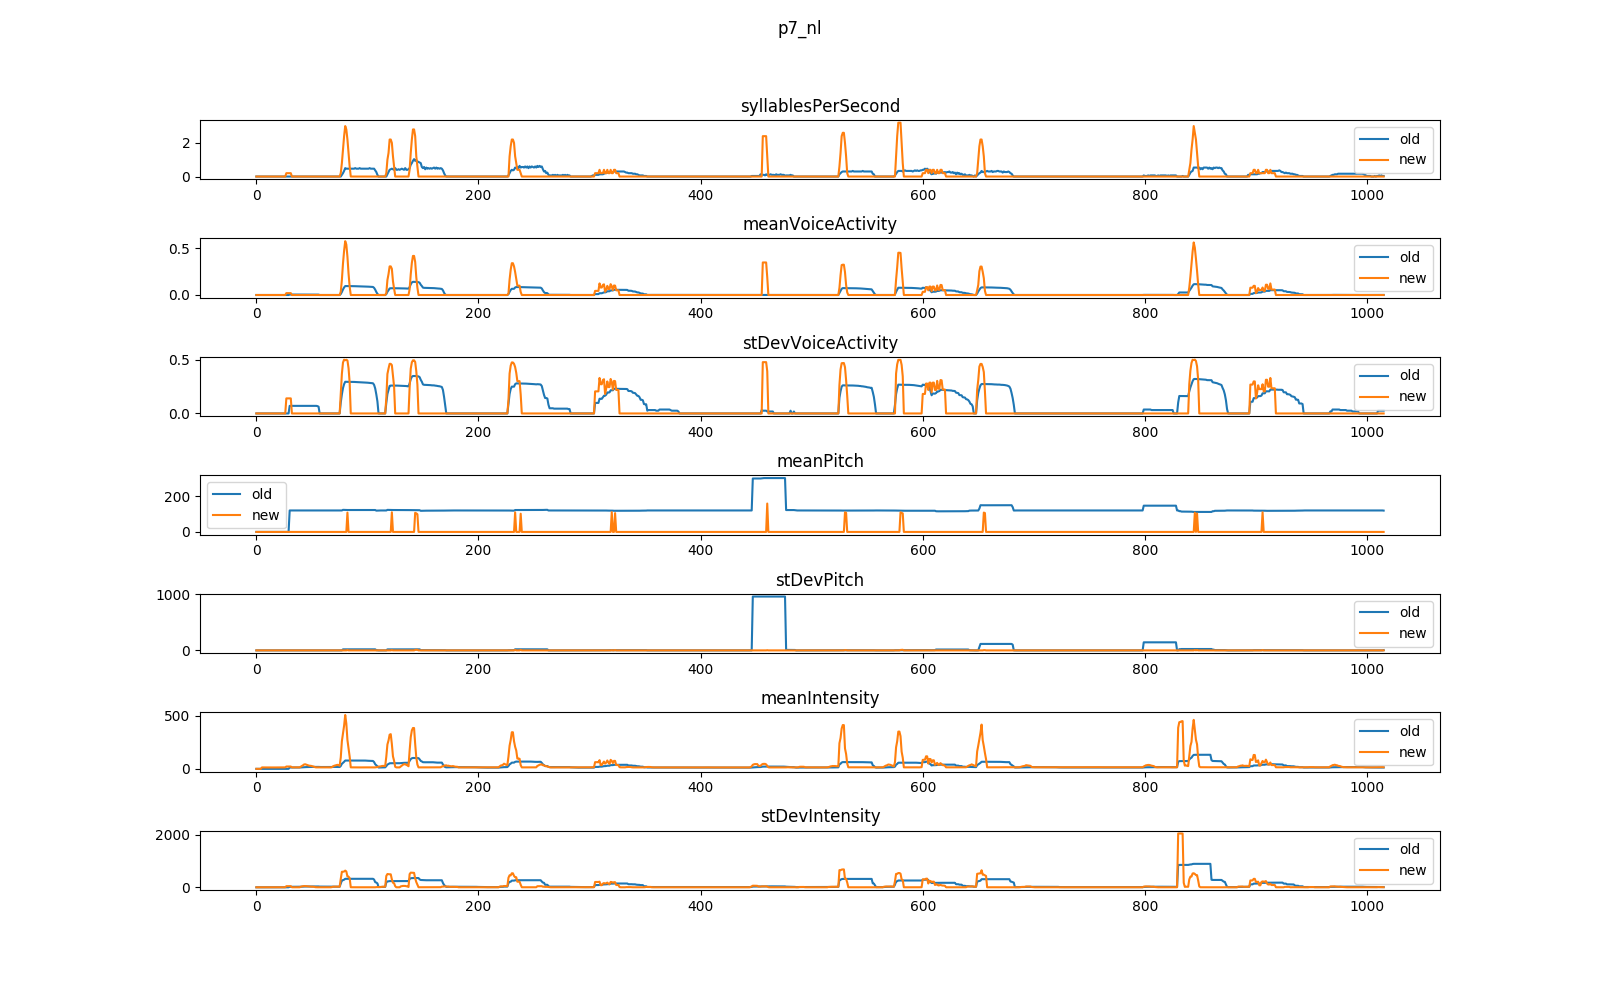 p7_nl
syllablesPerSecond
2
0
old
new
0 200 400 600 800 1000
meanVoiceActivity
0.5
0.0
old
new
0 200 400 600 800 1000
stDevVoiceActivity
0.5
0.0
old
new
0 200 400 600 800 1000
meanPitch
200
0
old
new
0 200 400 600 800 1000
stDevPitch
1000
0
old
new
0 200 400 600 800 1000
meanIntensity
500
0
old
new
0 200 400 600 800 1000
stDevIntensity
2000
0
old
new
0 200 400 600 800 1000